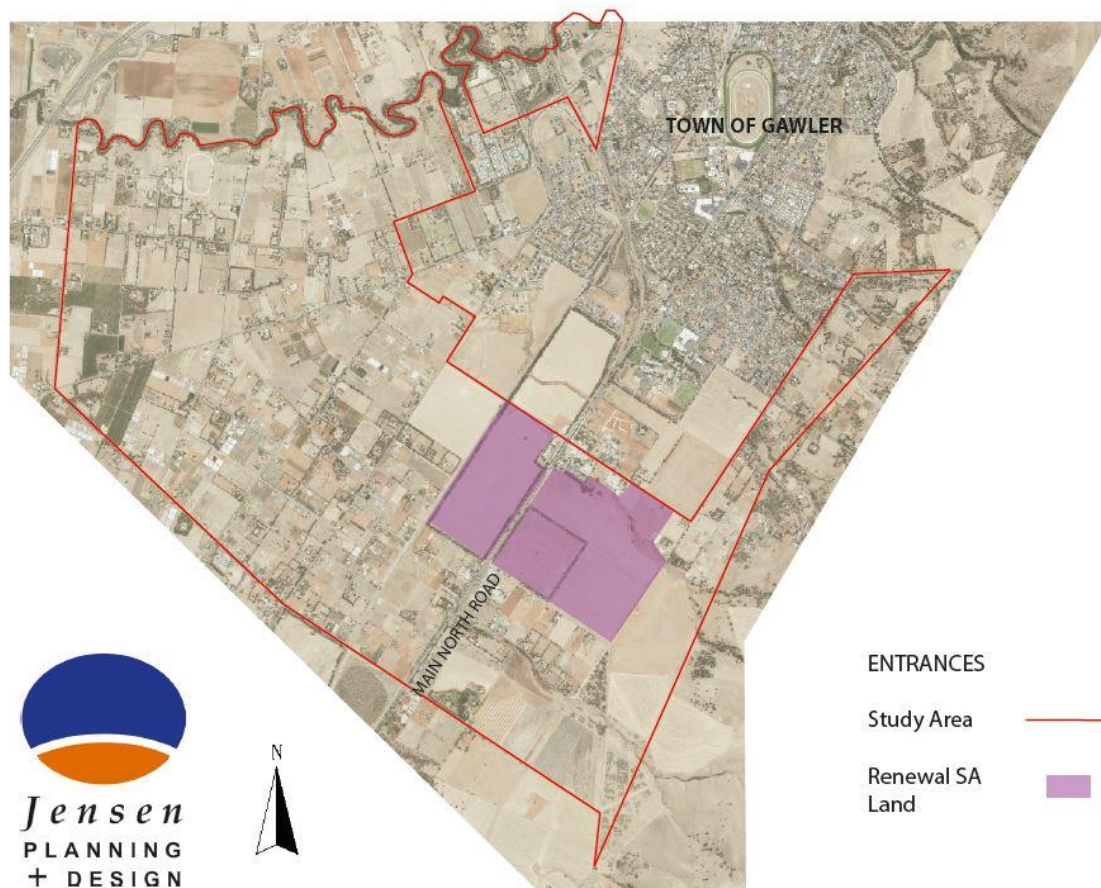 TOWN OF GAWLER
MAIN NORTH ROAD
ENTRANCES
Study Area
Renewal SA
Land
N
Jensen
PLANNING
+ DESIGN